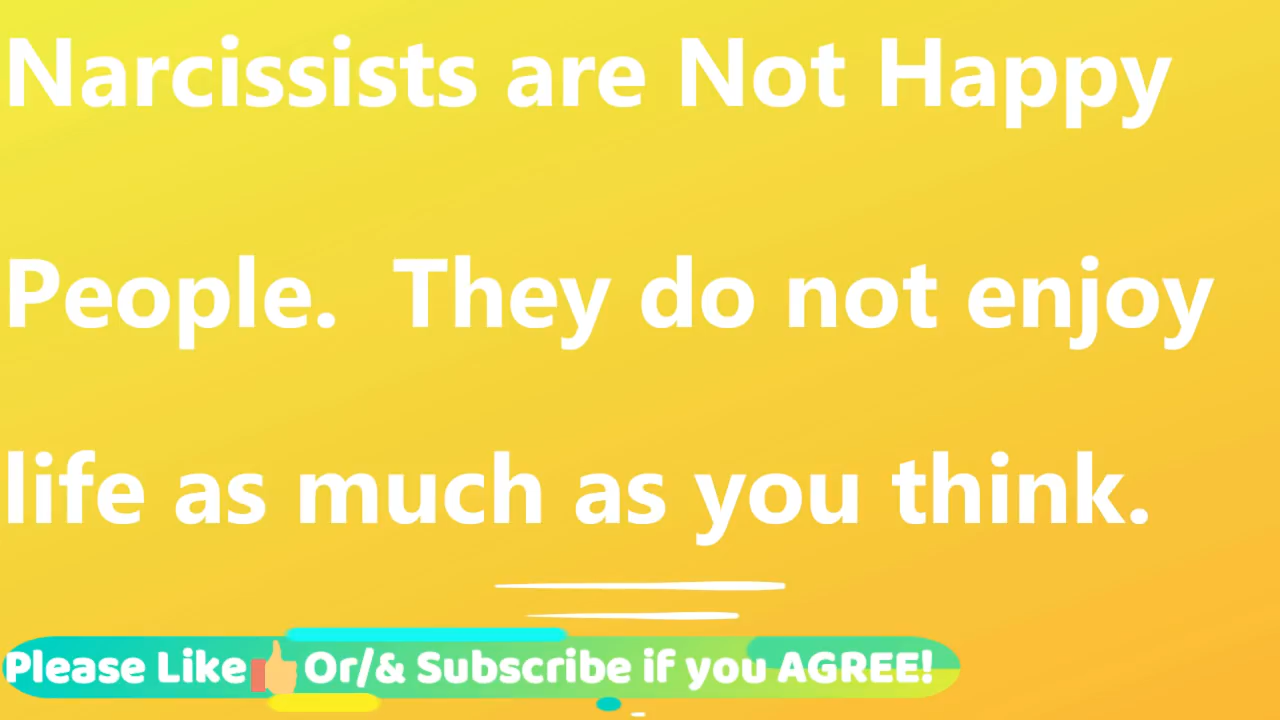 Narcissists are Not Happy
People.  They do not enjoy
life as much as you think.
Please Like Or/& Subscribe if you AGREE!